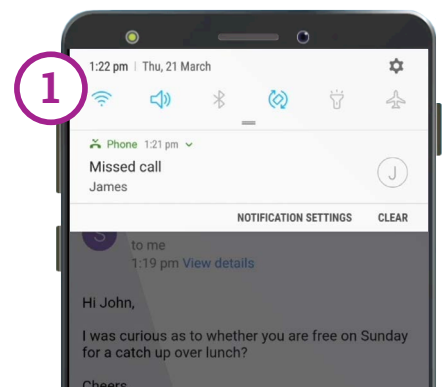 1
1:22 pm | Thu, 21 March
Phone 1:21 pm
Missed call
James
J
NOTIFICATION SETTINGS CLEAR
S
to me
1:19 pm View details
Hi John,
I was curious as to whether you are free on Sunday
for a catch up over lunch?
Cheers